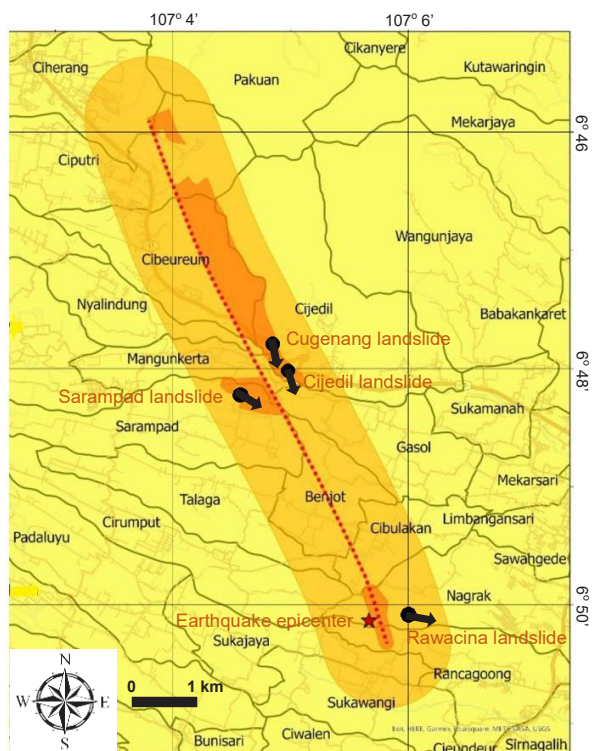 107° 4'
107° 6'
Cikanyere
Ciherang
Kutawaringin
Pakuan
Mekarjaya
6°46
Ciputri
Wangunjaya
Cibeureum
Nyalindung
Cijedil
Babakankaret
Cugenang landslide
Mangunkerta
6°48'
Cijedil landslide
Sarampad landslide
Sukamanah
Sarampad
Gasol
Mekarsari
Talaga
Benjot
Cirumput
Limbangansari
Cibulakan
Padaluyu
Sawahgede
Nagrak
6°50'
Earthquake epicenter
Rawacina landslide
Sukajaya
N
Rancagoong
0 1 km
W E
Sukawangi
S
Esri, HERE, Garmin, Foursquare, METI/NASA, USGS
Bunisari
Ciwalen
Sirnagalih